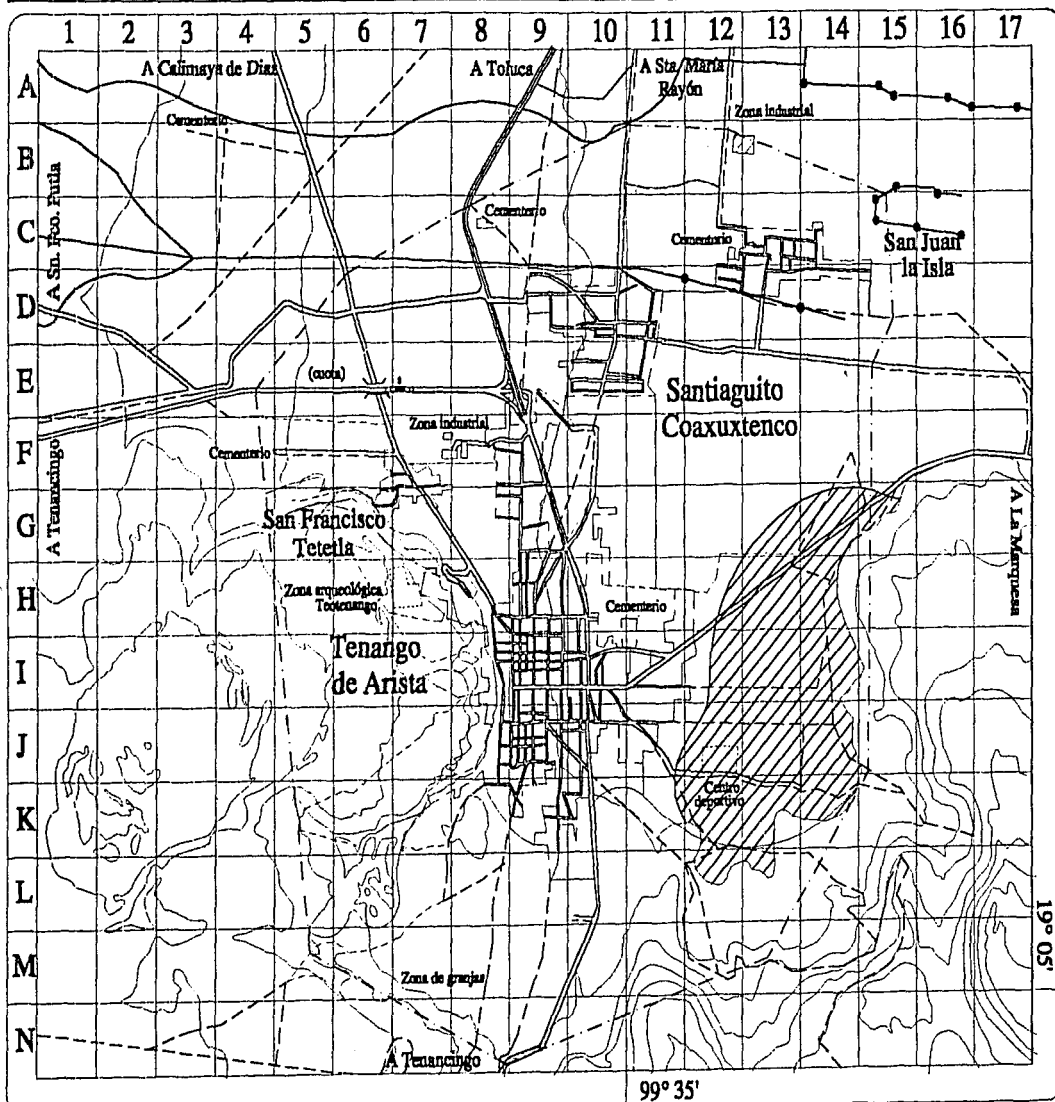 1 2 3 4 5 6 7 8 9 10 11 12 13 14 15 16 17
A
B
C
D
E
F
G
H
I
J
K
L
M
N
A Calimaya de Días
A Toluca
A Sta. María
Rayón
Zona industrial
Cementerio
A Sn. Fco. Putla
Cementerio
Cementerio
San Juan
la Isla
(cuota)
Santiaguito
Coaxuxtenco
Zona industrial
Cementerio
A Tenancingo
San Francisco
Tetetla
A La Marquesa
Zona arqueológica
Teotenango
Cementerio
Tenango
de Arista
Centro
deportivo
19° 05'
Zona de granjas
A Tenancingo
99° 35'